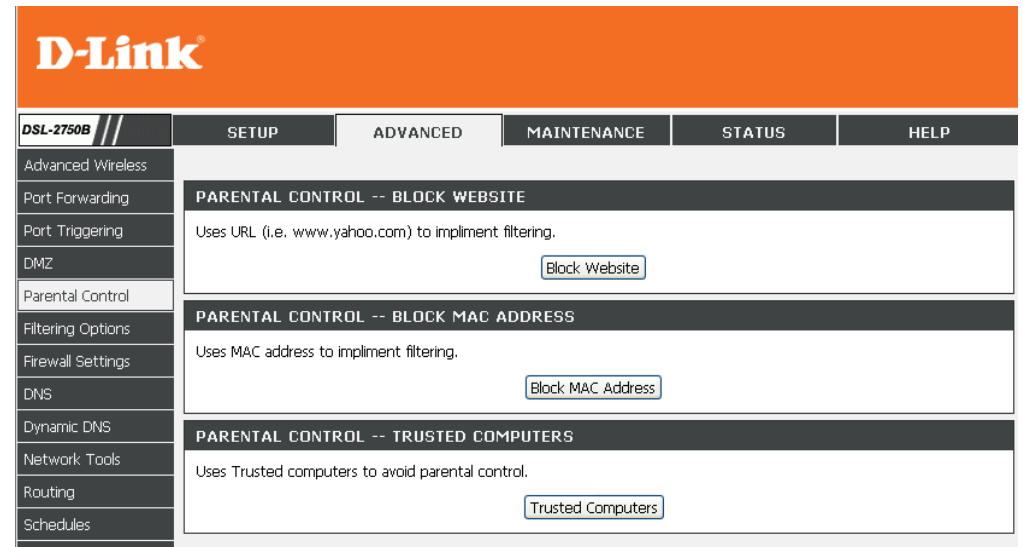 D-Link®
DSL-2750B
SETUP
ADVANCED
MAINTENANCE
STATUS
HELP
Advanced Wireless
Port Forwarding
Port Triggering
DMZ
Parental Control
Filtering Options
Firewall Settings
DNS
Dynamic DNS
Network Tools
Routing
Schedules
PARENTAL CONTROL -- BLOCK WEBSITE
Uses URL (i.e. www.yahoo.com) to impliment filtering.
Block Website
PARENTAL CONTROL -- BLOCK MAC ADDRESS
Uses MAC address to impliment filtering.
Block MAC Address
PARENTAL CONTROL -- TRUSTED COMPUTERS
Uses Trusted computers to avoid parental control.
Trusted Computers